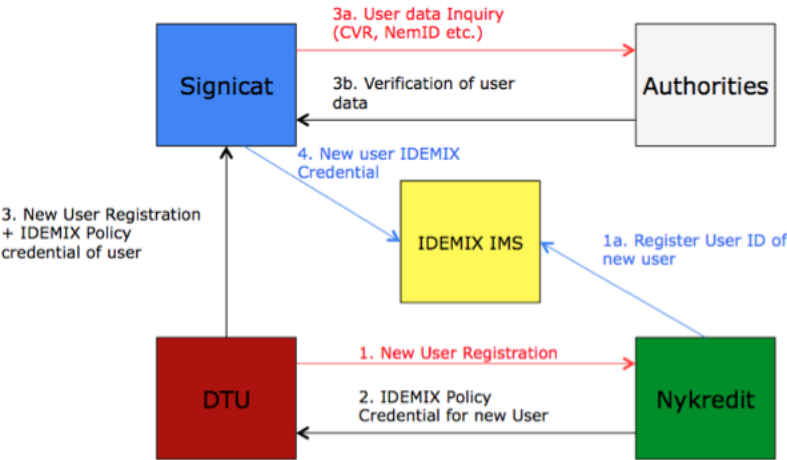 3a. User data Inquiry
(CVR, NemID etc.)
Signicat
Authorities
3b. Verification of user
data
4. New user IDEMIX
Credential
3. New User Registration
+ IDEMIX Policy
credential of user
IDEMIX IMS
1a. Register User ID of
new user
1. New User Registration
DTU
2. IDEMIX Policy
Credential for new User
Nykredit